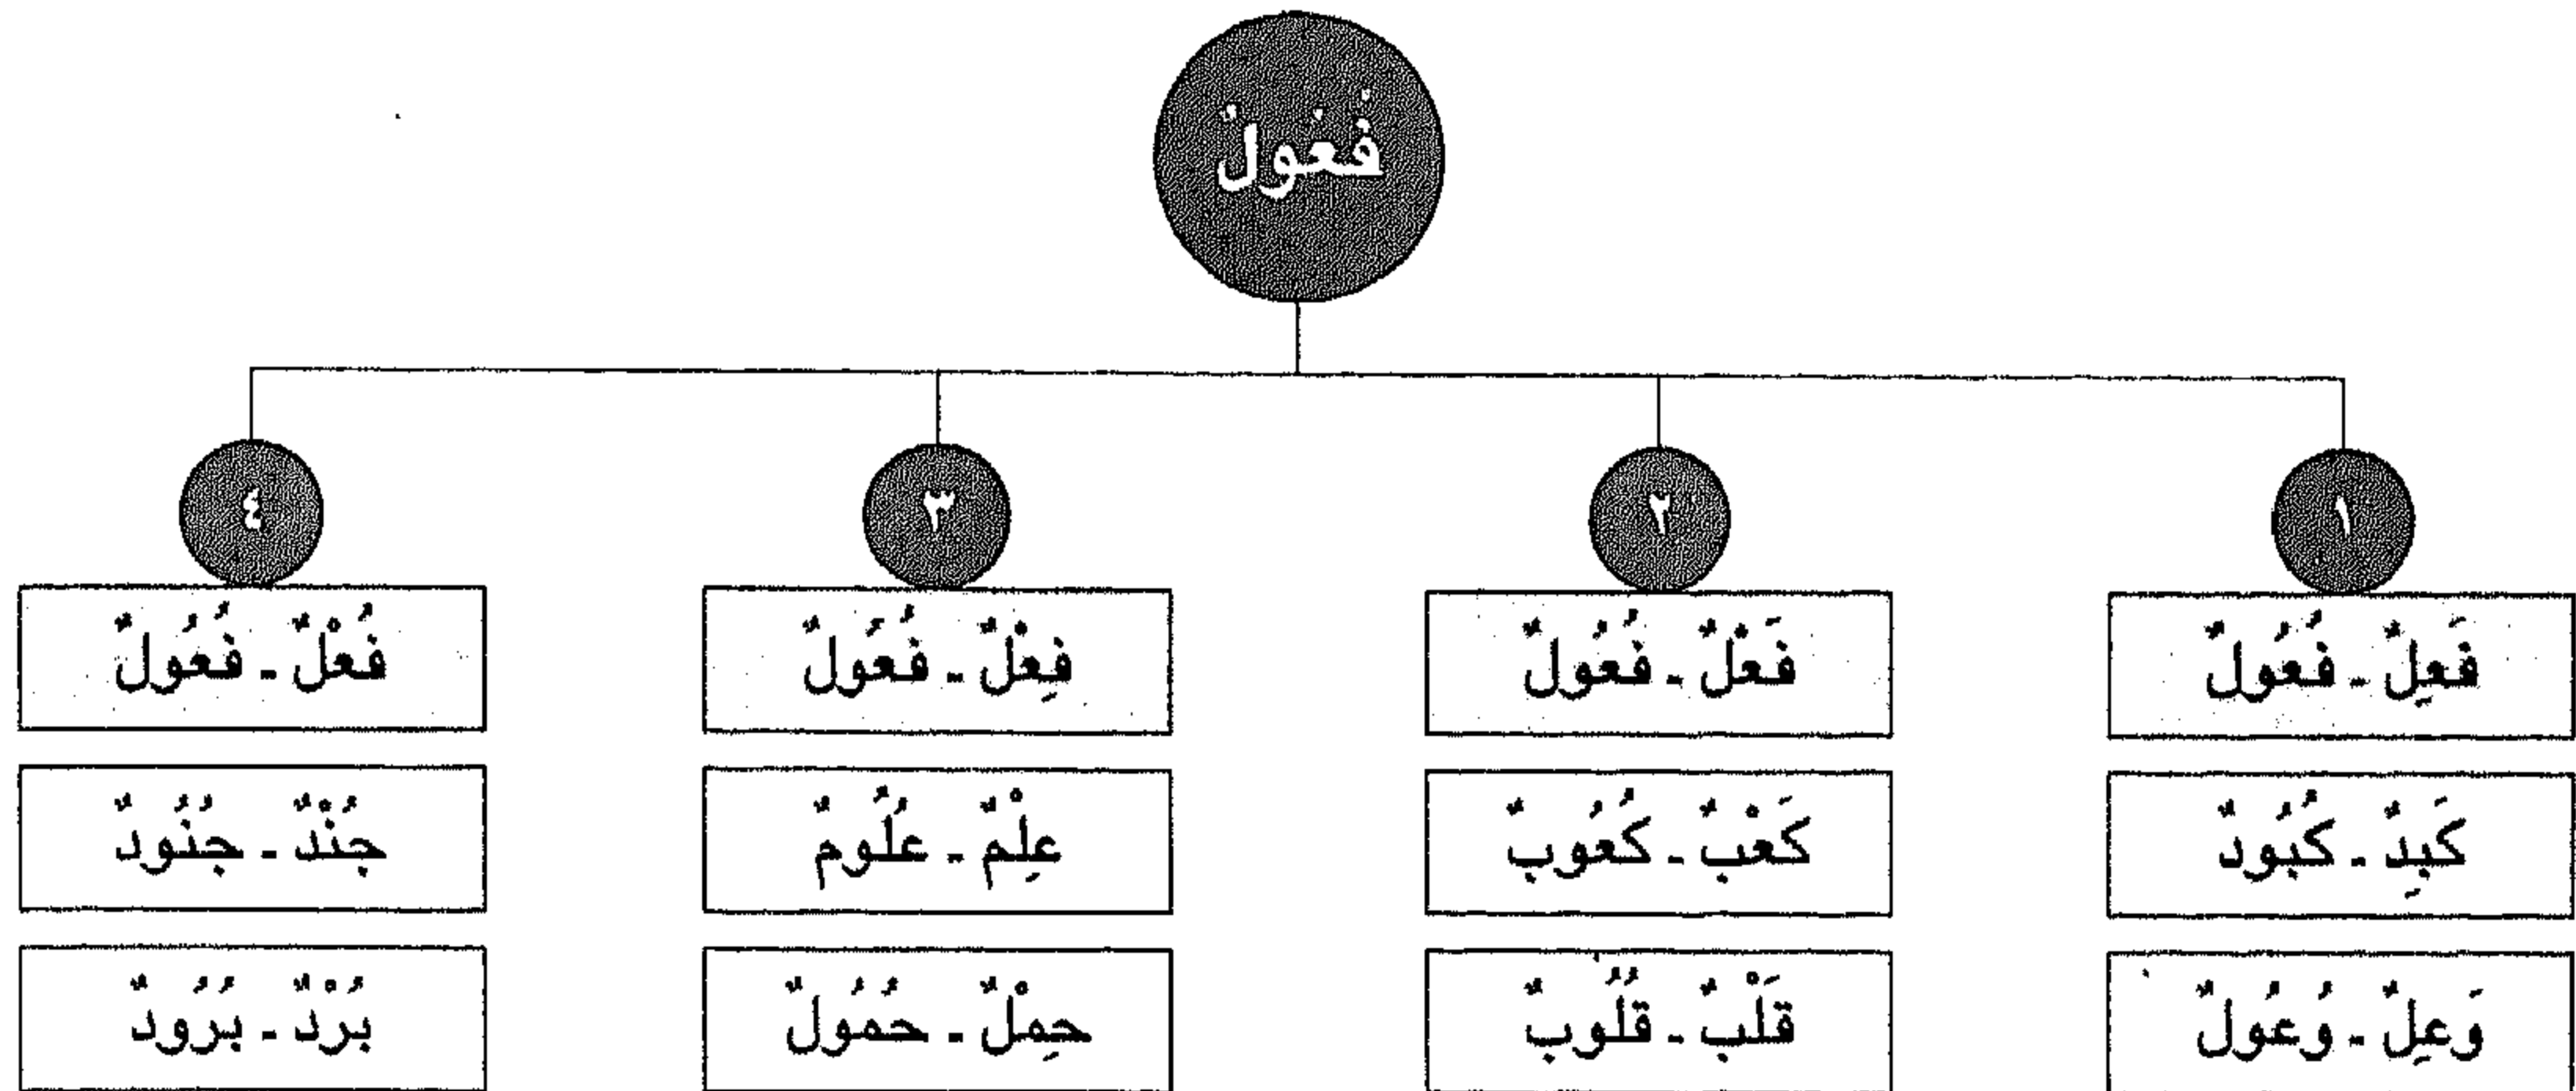 فُعُولٌ
١
٢
٣
٤
فَعِلٌ - فُعُولٌ
فَعْلٌ - فُعُولٌ
فِعْلٌ - فُعُولٌ
فُعْلٌ - فُعُولٌ
كَبِدٌ - كُبُودٌ
كَعْبٌ - كُعُوبٌ
عِلْمٌ - عُلُومٌ
جُنْدٌ - جُنُودٌ
وَعِلٌ - وُعُولٌ
قَلْبٌ - قُلُوبٌ
حِمْلٌ - حُمُولٌ
بُرْدٌ - بُرُودٌ